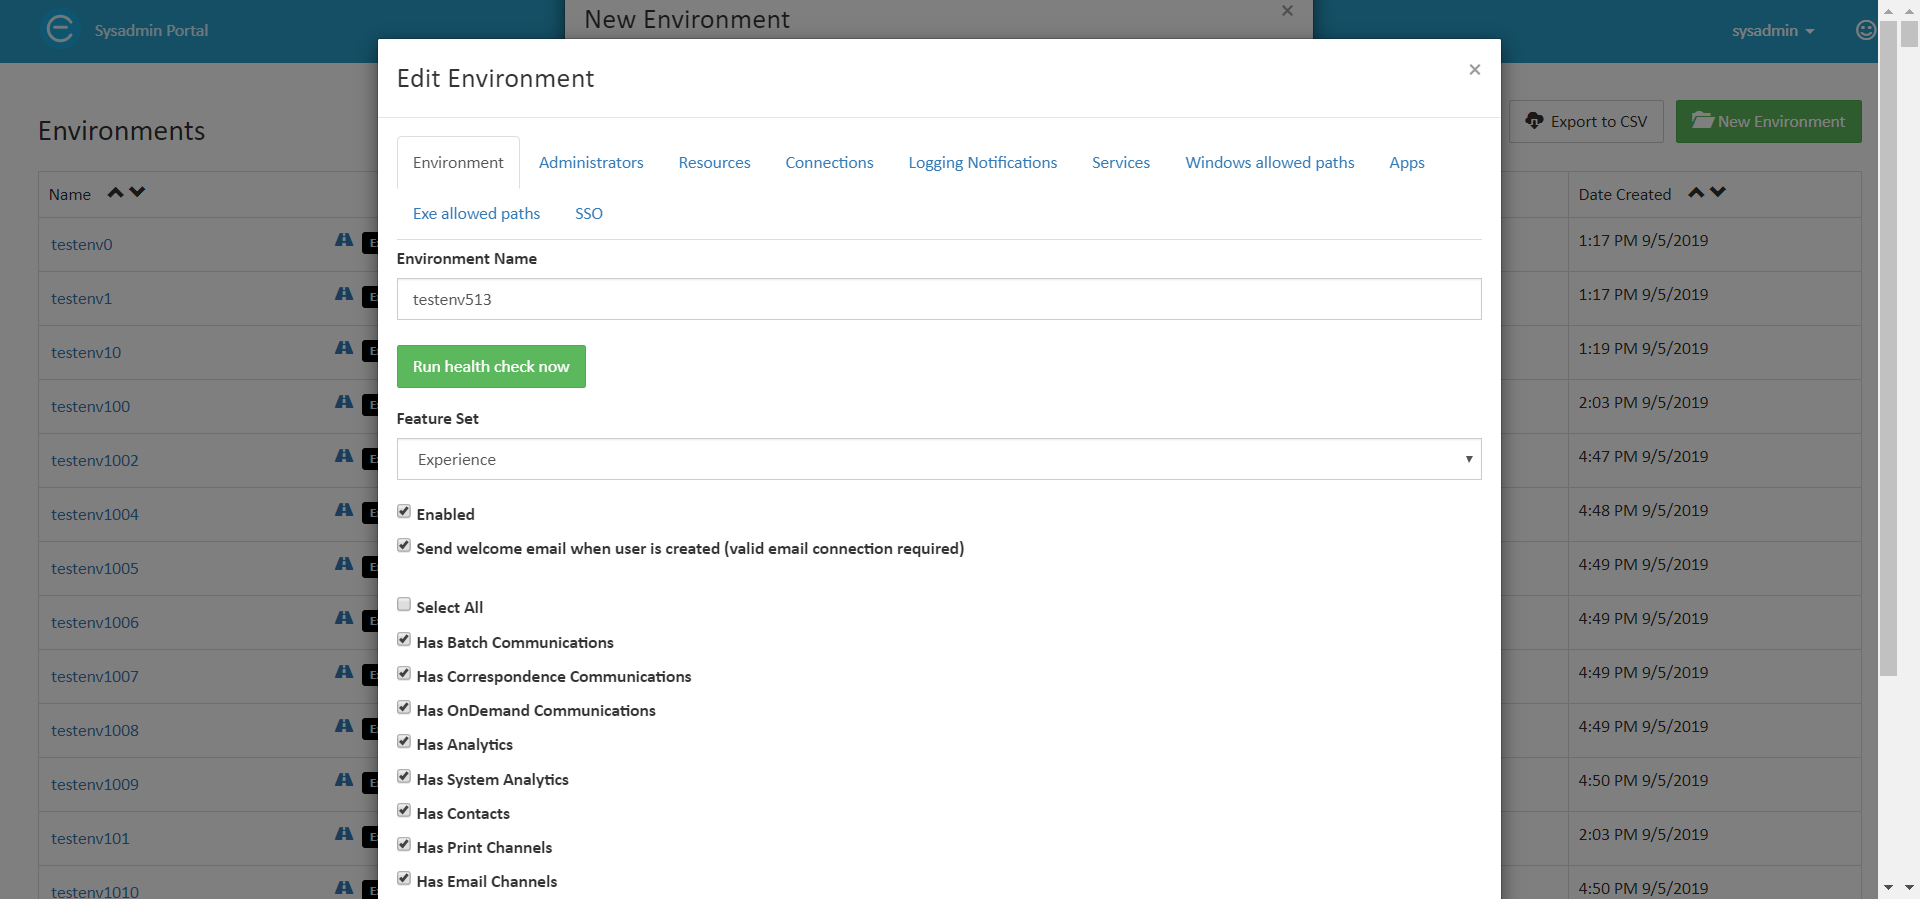 New Environment ×
Sysadmin Portal
sysadmin
Edit Environment ×
Environments
Export to CSV
New Environment
Environment Administrators Resources Connections Logging Notifications Services Windows allowed paths Apps
Exe allowed paths SSO
Name
Date Created
testenv0 1:17 PM 9/5/2019
Environment Name
testenv1 1:17 PM 9/5/2019
testenv513
testenv10 1:19 PM 9/5/2019
Run health check now
testenv100 2:03 PM 9/5/2019
Feature Set
testenv1002 4:47 PM 9/5/2019
Experience
testenv1004 4:48 PM 9/5/2019
Enabled
Send welcome email when user is created (valid email connection required)
testenv1005 4:49 PM 9/5/2019
Select All
testenv1006 4:49 PM 9/5/2019
Has Batch Communications
testenv1007 4:49 PM 9/5/2019
Has Correspondence Communications
Has OnDemand Communications
testenv1008 4:49 PM 9/5/2019
Has Analytics
testenv1009 4:50 PM 9/5/2019
Has System Analytics
Has Contacts
testenv101 2:03 PM 9/5/2019
Has Print Channels
Has Email Channels
testenv1010 4:50 PM 9/5/2019